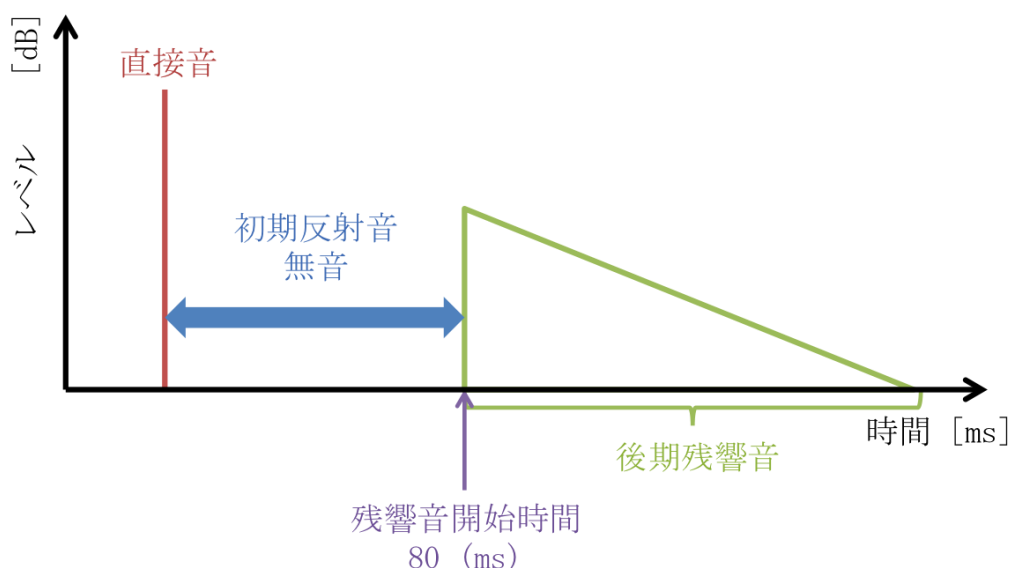 レベル [dB]
直接音
初期反射音
無音
時間 [ms]
後期残響音
残響音開始時間
80 (ms)